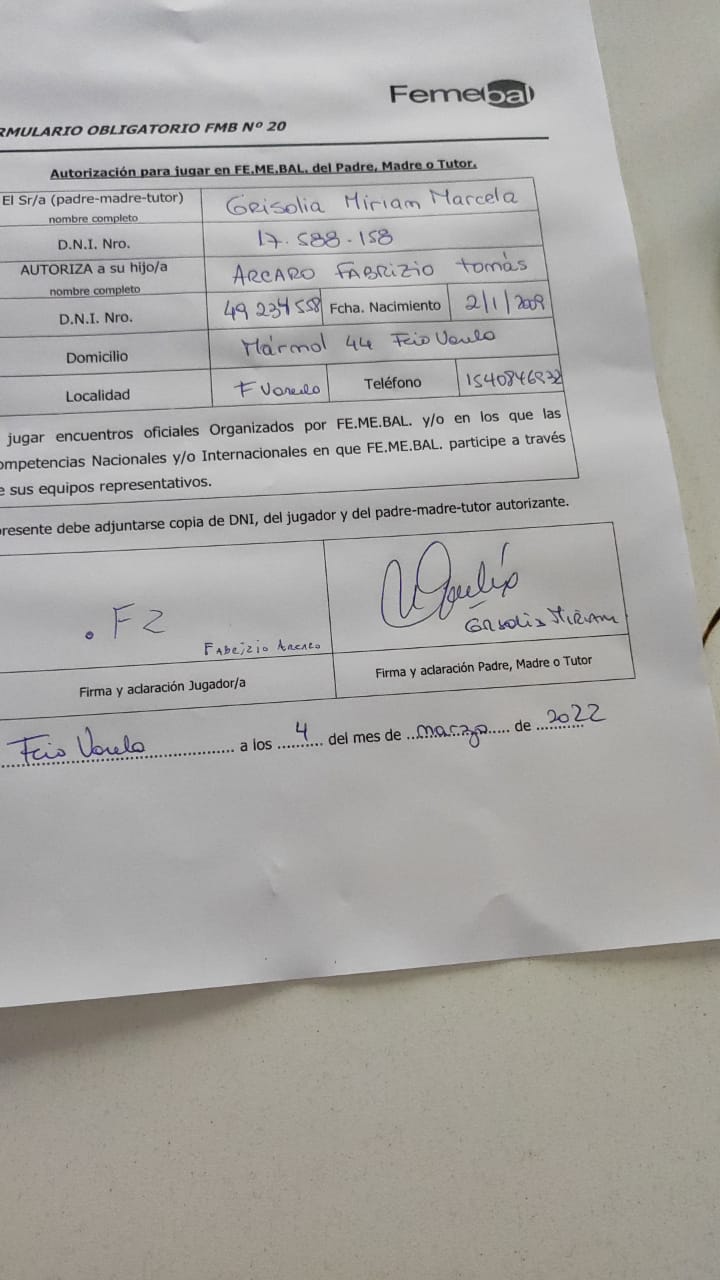 Femebal
RMULARIO OBLIGATORIO FMB Nº 20
Autorización para jugar en FE.ME.BAL. del Padre, Madre o Tutor.
El Sr/a (padre-madre-tutor) nombre completo
Grisolia Miriam Marcela
D.N.I. Nro.
17.588.158
AUTORIZA a su hijo/a nombre completo
ARCARO FABRIZIO tomás
D.N.I. Nro.
49 234 558
Fcha. Nacimiento
2/1/2009
Domicilio
Mármol 44 Fcio Varela
Localidad
F Varela
Teléfono
1540846832
jugar encuentros oficiales Organizados por FE.ME.BAL. y/o en los que las
ompetencias Nacionales y/o Internacionales en que FE.ME.BAL. participe a través
e sus equipos representativos.
presente debe adjuntarse copia de DNI, del jugador y del padre-madre-tutor autorizante.
. FZ
Fabrizio Arcaro
Grisolia Miriam
Firma y aclaración Jugador/a
Firma y aclaración Padre, Madre o Tutor
Fcio Varela a los 4 del mes de marzo de 2022